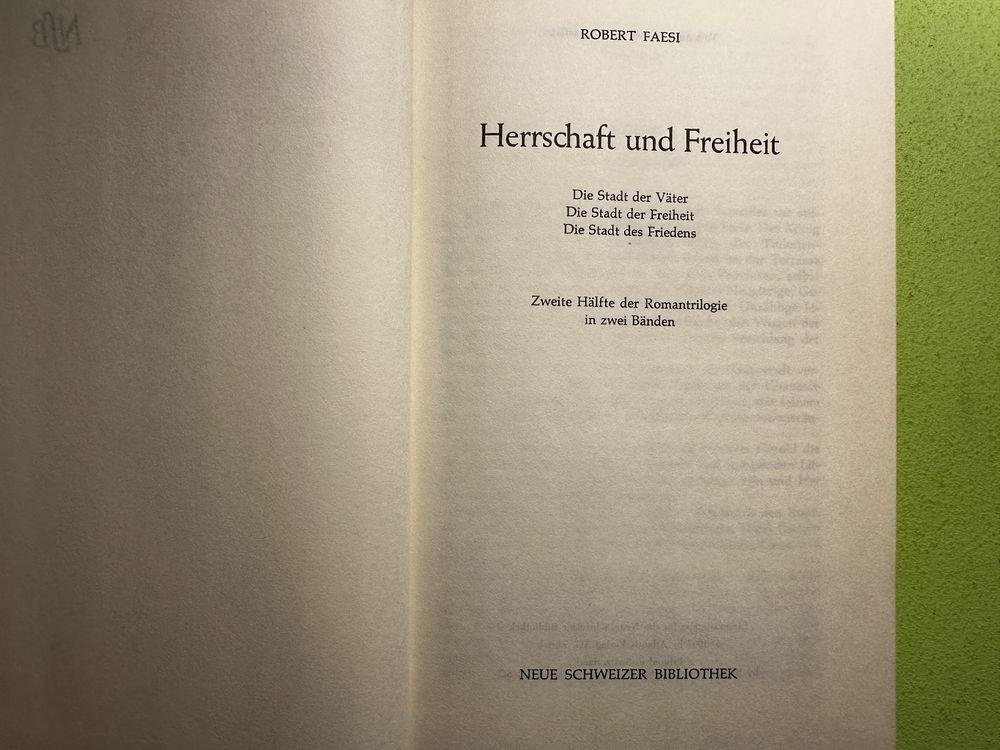 ROBERT FAESI
Herrschaft und Freiheit
Die Stadt der Väter
Die Stadt der Freiheit
Die Stadt des Friedens
Zweite Hälfte der Romantrilogie
in zwei Bänden
NEUE SCHWEIZER BIBLIOTHEK